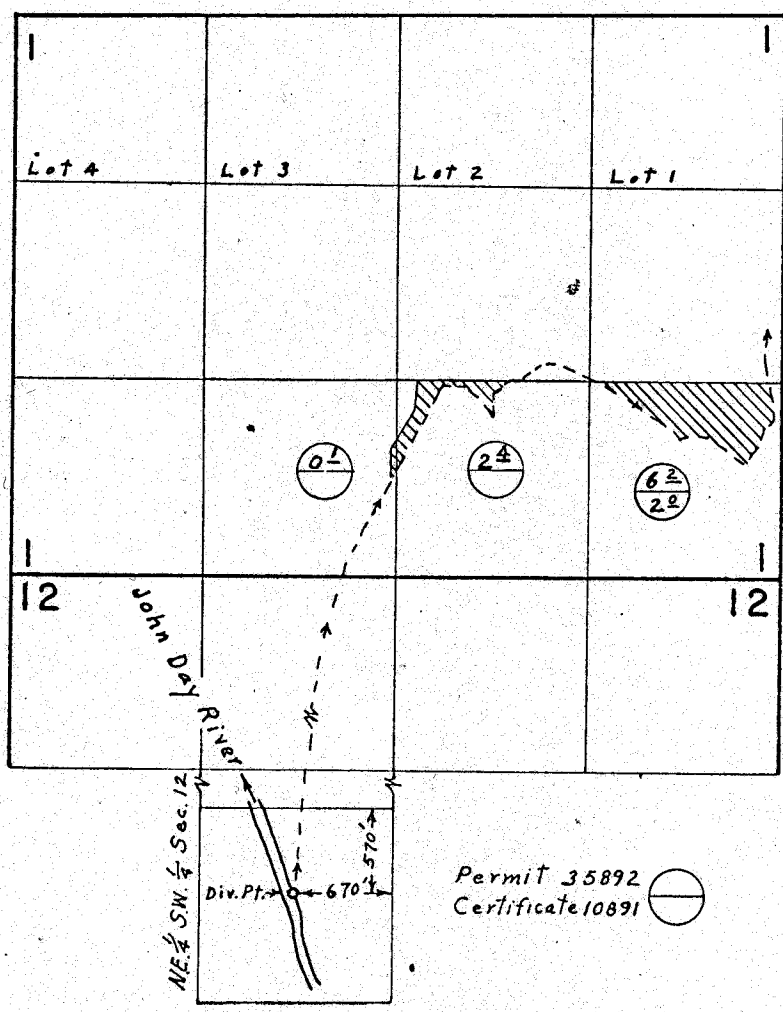 1 1
Lot 4 Lot 3 Lot 2 Lot 1
0 1
2 4
6 2
2 0
1 1
12 12
John Day River
NE.¼ SW.¼ Sec. 12
570'
Div.Pt. 670'
Permit 35892
Certificate 10891